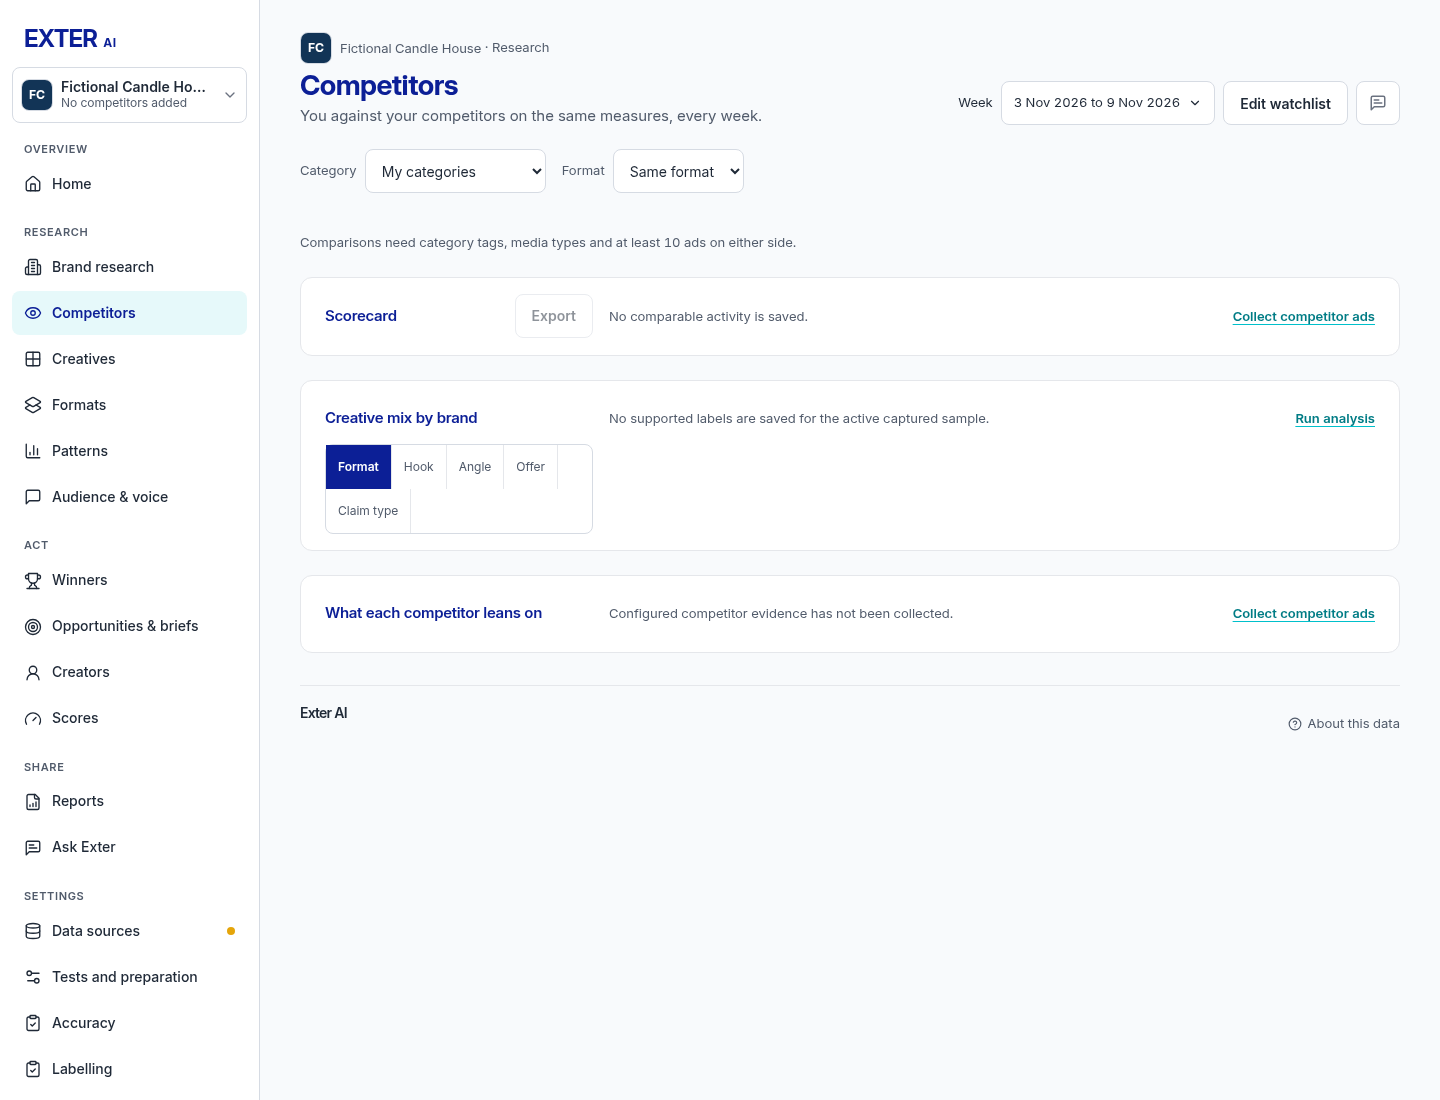 EXTER AI
FC
Fictional Candle Ho...
No competitors added
OVERVIEW
Home
RESEARCH
Brand research
Competitors
Creatives
Formats
Patterns
Audience & voice
ACT
Winners
Opportunities & briefs
Creators
Scores
SHARE
Reports
Ask Exter
SETTINGS
Data sources
Tests and preparation
Accuracy
Labelling
FC
Fictional Candle House · Research
Competitors
You against your competitors on the same measures, every week.
Week
3 Nov 2026 to 9 Nov 2026
Edit watchlist
Category
My categories
Format
Same format
Comparisons need category tags, media types and at least 10 ads on either side.
Scorecard
Export
No comparable activity is saved.
Collect competitor ads
Creative mix by brand
No supported labels are saved for the active captured sample.
Run analysis
Format
Hook
Angle
Offer
Claim type
What each competitor leans on
Configured competitor evidence has not been collected.
Collect competitor ads
Exter AI
About this data